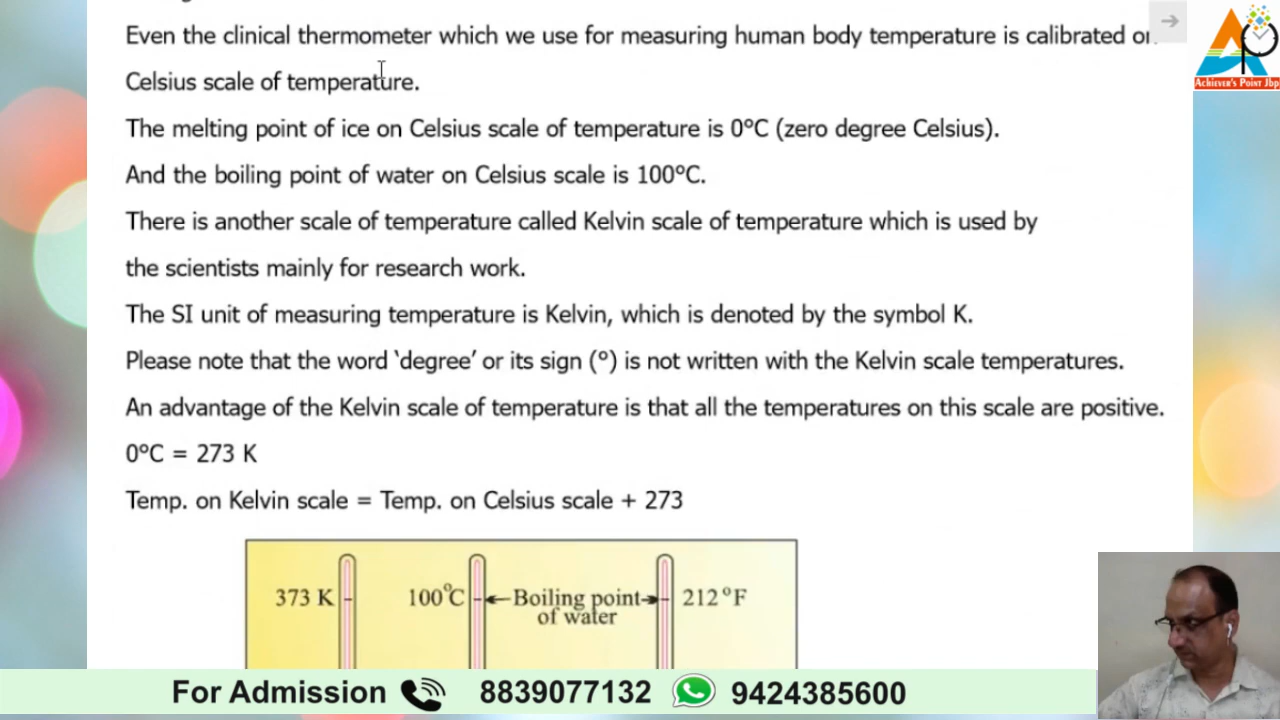 Even the clinical thermometer which we use for measuring human body temperature is calibrated on
Celsius scale of temperature.
The melting point of ice on Celsius scale of temperature is 0°C (zero degree Celsius).
And the boiling point of water on Celsius scale is 100°C.
There is another scale of temperature called Kelvin scale of temperature which is used by
the scientists mainly for research work.
The SI unit of measuring temperature is Kelvin, which is denoted by the symbol K.
Please note that the word ‘degree’ or its sign (°) is not written with the Kelvin scale temperatures.
An advantage of the Kelvin scale of temperature is that all the temperatures on this scale are positive.
0°C = 273 K
Temp. on Kelvin scale = Temp. on Celsius scale + 273
373 K 100°C Boiling point 212°F
of water
ACHIEVER'S POINT Jbp
For Admission 8839077132 9424385600